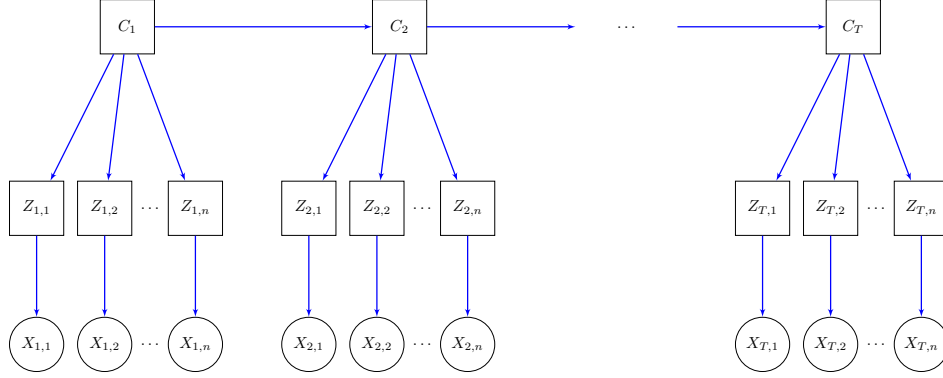 C_1 C_2 ⋯ C_T
Z_{1,1} Z_{1,2} ⋯ Z_{1,n} Z_{2,1} Z_{2,2} ⋯ Z_{2,n} Z_{T,1} Z_{T,2} ⋯ Z_{T,n}
X_{1,1} X_{1,2} ⋯ X_{1,n} X_{2,1} X_{2,2} ⋯ X_{2,n} X_{T,1} X_{T,2} ⋯ X_{T,n}